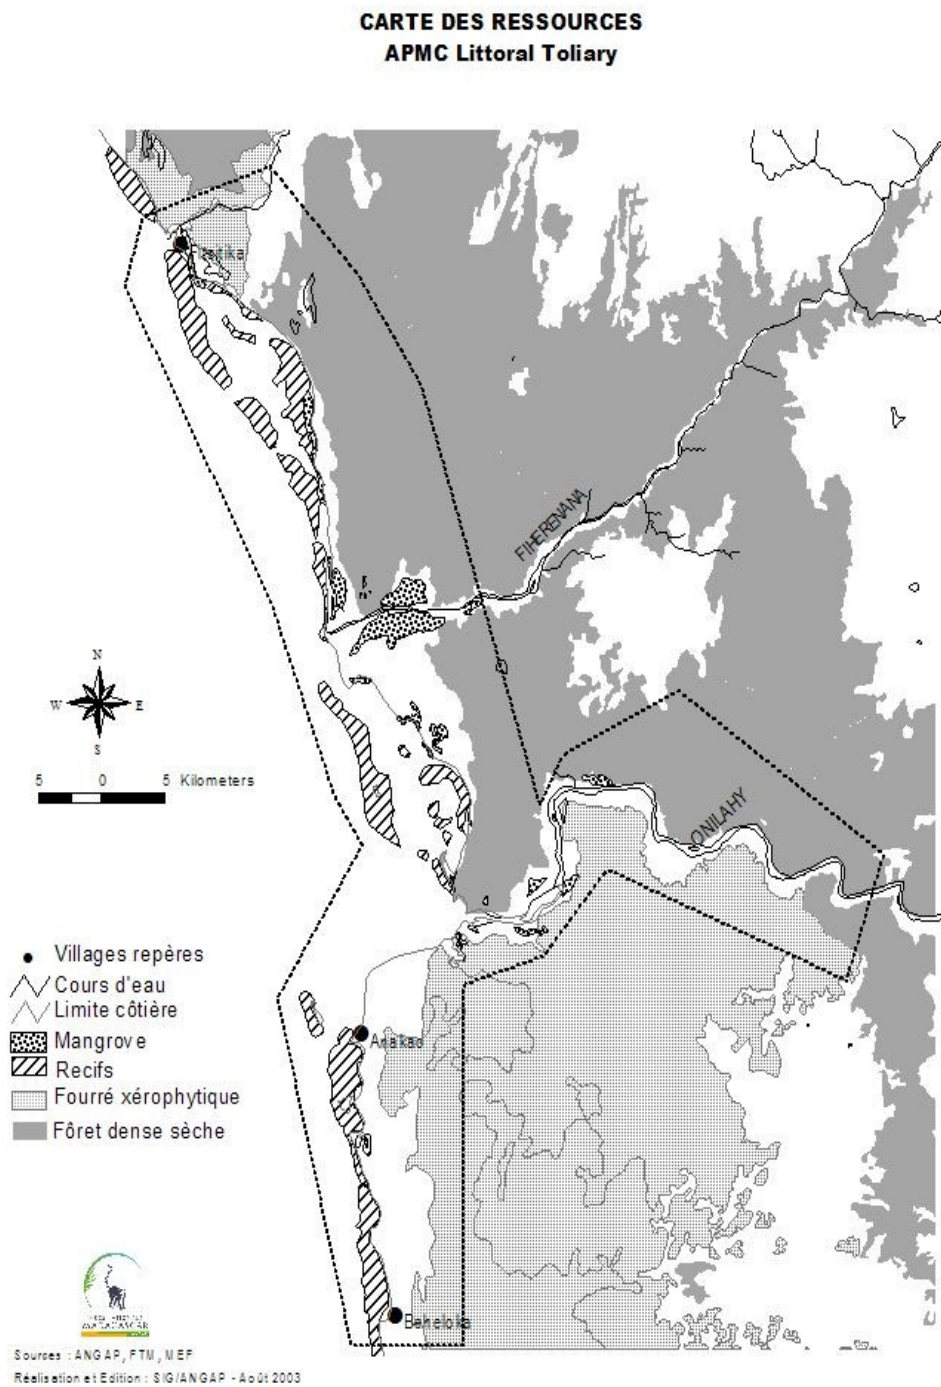 CARTE DES RESSOURCES
APMC Littoral Toliary
FIHERENANA
N
W E
S
5 0 5 Kilometers
ONILAHY
Villages repères
Cours d'eau
Limite côtière
Anakao
Mangrove
Recifs
Fourré xérophytique
Fôret dense sèche
MADAGASCAR
Beheloka
Sources : ANGAP, FTM, MEF
Réalisation et Edition : SIG/ANGAP - Août 2003